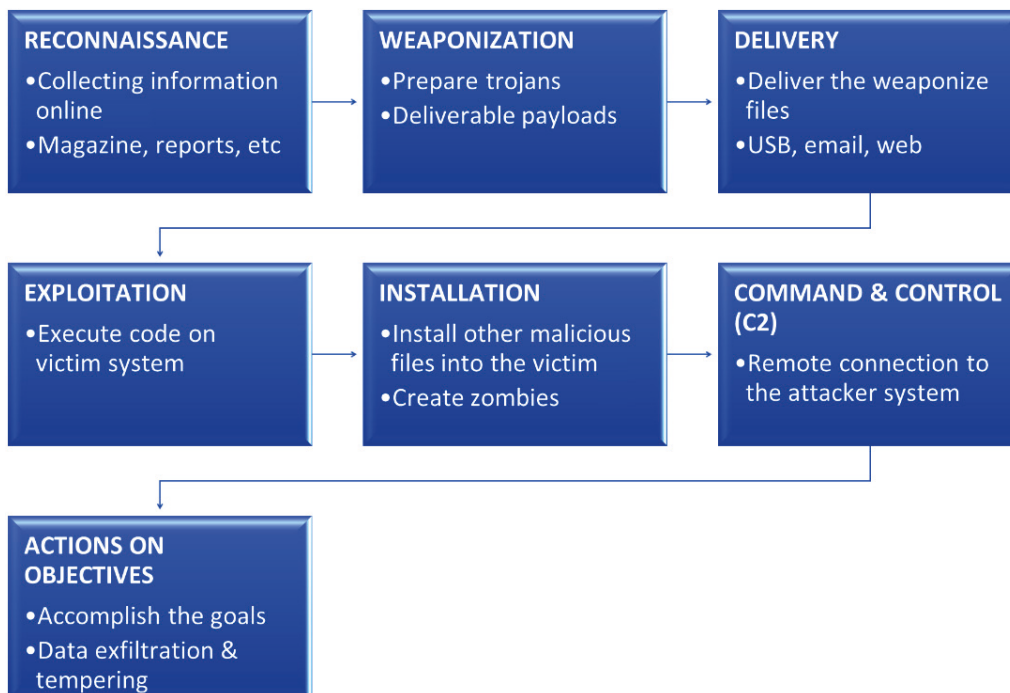 RECONNAISSANCE
•Collecting information
online
•Magazine, reports, etc
WEAPONIZATION
•Prepare trojans
•Deliverable payloads
DELIVERY
•Deliver the weaponize
files
•USB, email, web
EXPLOITATION
•Execute code on
victim system
INSTALLATION
•Install other malicious
files into the victim
•Create zombies
COMMAND & CONTROL
(C2)
•Remote connection to
the attacker system
ACTIONS ON
OBJECTIVES
•Accomplish the goals
•Data exfiltration &
tempering